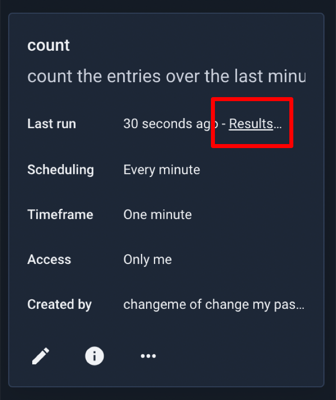 count
count the entries over the last minu
Last run 30 seconds ago - Results...
Scheduling Every minute
Timeframe One minute
Access Only me
Created by changeme of change my pas...